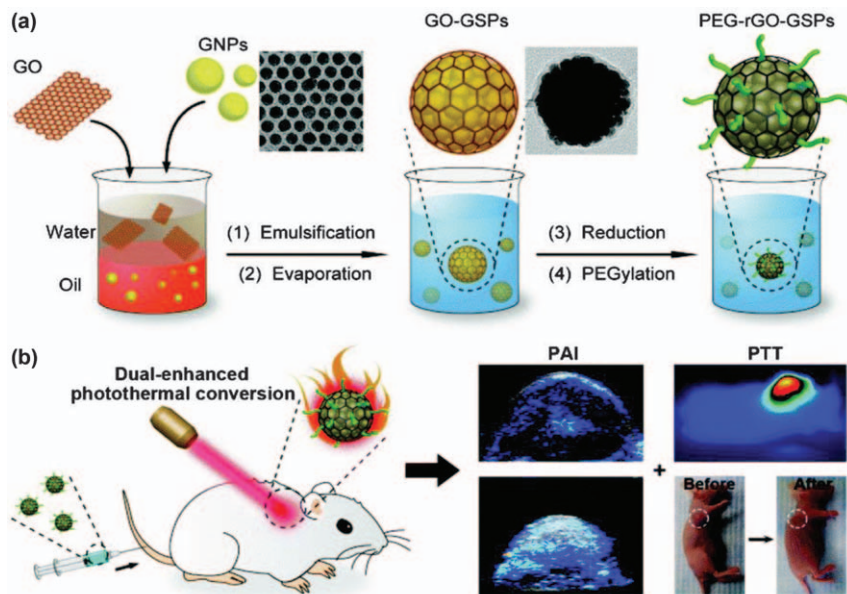 (a)
GO
GNPs
GO-GSPs
PEG-rGO-GSPs
Water
Oil
(1) Emulsification
(2) Evaporation
(3) Reduction
(4) PEGylation
(b)
Dual-enhanced
photothermal conversion
PAI
PTT
+
Before
After